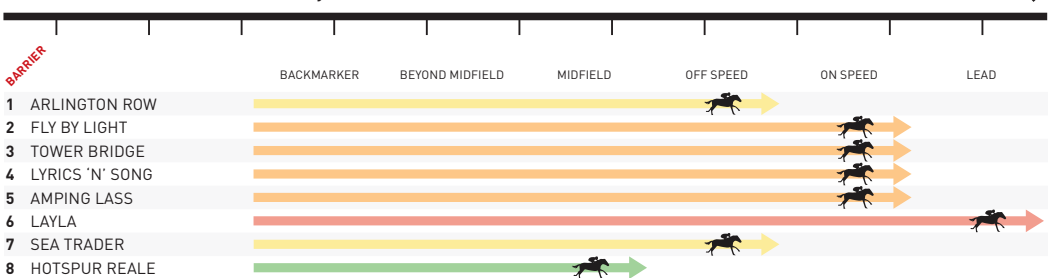 BARRIER
BACKMARKER BEYOND MIDFIELD MIDFIELD OFF SPEED ON SPEED LEAD
1 ARLINGTON ROW
2 FLY BY LIGHT
3 TOWER BRIDGE
4 LYRICS ‘N’ SONG
5 AMPING LASS
6 LAYLA
7 SEA TRADER
8 HOTSPUR REALE